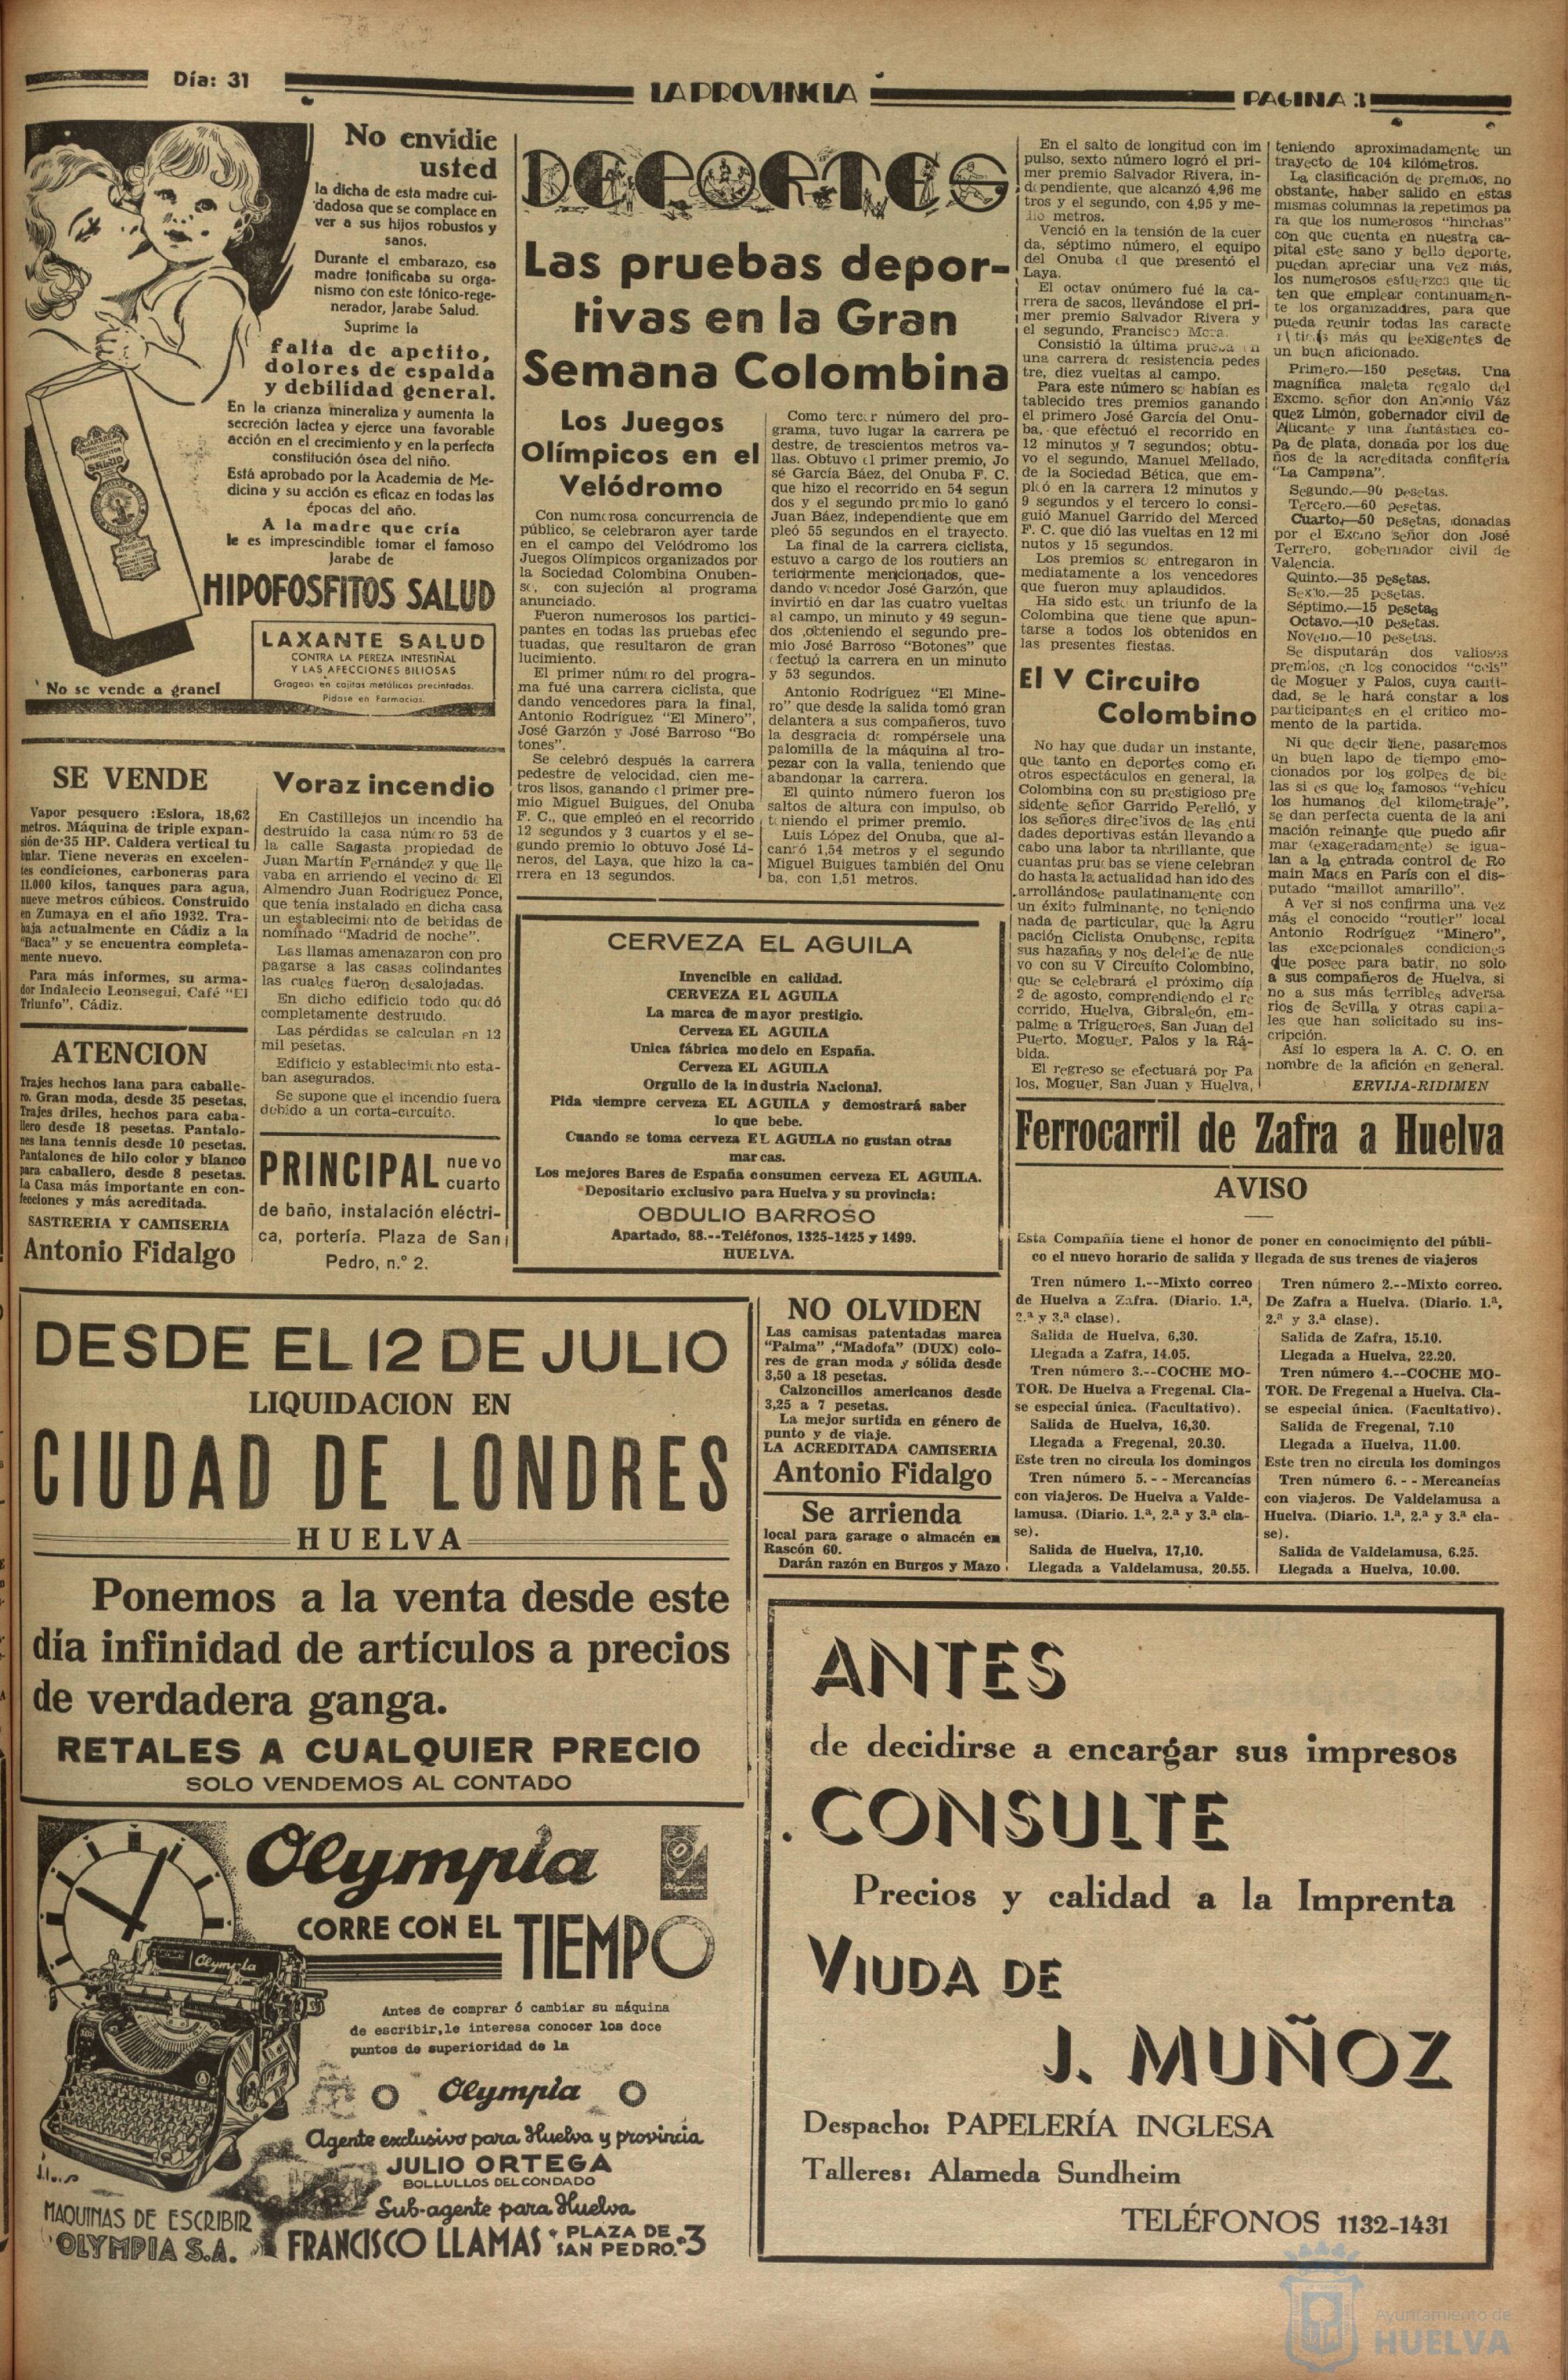 Día: 31
LA PROVINCIA
PAGINA 3
No envidie
usted
la dicha de esta madre cui-
dadosa que se complace en
ver a sus hijos robustos y
sanos.
Durante el embarazo, esa
madre tonificaba su orga-
nismo con este tónico-rege-
nerador, Jarabe Salud.
Suprime la
falta de apetito,
dolores de espalda
y debilidad general.
En la crianza mineraliza y aumenta la
secreción lactea y ejerce una favorable
acción en el crecimiento y en la perfecta
constitución ósea del niño.
Está aprobado por la Academia de Me-
dicina y su acción es eficaz en todas las
épocas del año.
A la madre que cría
le es imprescindible tomar el famoso
Jarabe de
HIPOFOSFITOS SALUD
SALUD
LAXANTE SALUD
CONTRA LA PEREZA INTESTINAL
Y LAS AFECCIONES BILIOSAS
Grageas en cajitas metálicas precintadas.
Pídase en Farmacias.
No se vende a granel
SE VENDE
Vapor pesquero :Eslora, 18,62
metros. Máquina de triple expan-
sión de 35 HP. Caldera vertical tu
bular. Tiene neveras en excelen-
tes condiciones, carboneras para
11.000 kilos, tanques para agua,
nueve metros cúbicos. Construido
en Zumaya en el año 1932. Tra-
baja actualmente en Cádiz a la
"Baca" y se encuentra completa-
mente nuevo.
Para más informes, su arma-
dor Indalecio Leonsegui. Café "El
Triunfo", Cádiz.
ATENCION
Trajes hechos lana para caballe-
ro. Gran moda, desde 35 pesetas.
Trajes driles, hechos para caba-
llero desde 18 pesetas. Pantalo-
nes lana tennis desde 10 pesetas.
Pantalones de hilo color y blanco
para caballero, desde 8 pesetas.
La Casa más importante en con-
fecciones y más acreditada.
SASTRERIA Y CAMISERIA
Antonio Fidalgo
Voraz incendio
En Castillejos un incendio ha
destruído la casa número 53 de
la calle Sagasta propiedad de
Juan Martín Fernández y que lle
vaba en arriendo el vecino de El
Almendro Juan Rodríguez Ponce,
que tenía instalado en dicha casa
un establecimiento de bebidas de
nominado "Madrid de noche".
Las llamas amenazaron con pro
pagarse a las casas colindantes
las cuales fueron desalojadas.
En dicho edificio todo quedó
completamente destruido.
Las pérdidas se calculan en 12
mil pesetas.
Edificio y establecimiento esta-
ban asegurados.
Se supone que el incendio fuera
debido a un corta-circuito.
PRINCIPAL nuevo
cuarto
de baño, instalación eléctri-
ca, portería. Plaza de San
Pedro, n.º 2.
DEPORTES
Las pruebas depor-
tivas en la Gran
Semana Colombina
Los Juegos
Olímpicos en el
Velódromo
Con numerosa concurrencia de
público, se celebraron ayer tarde
en el campo del Velódromo los
Juegos Olímpicos organizados por
la Sociedad Colombina Onuben-
se, con sujeción al programa
anunciado.
Fueron numerosos los partici-
pantes en todas las pruebas efec
tuadas, que resultaron de gran
lucimiento.
El primer número del progra-
ma fué una carrera ciclista, que
dando vencedores para la final,
Antonio Rodríguez "El Minero",
José Garzón y José Barroso "Bo
tones".
Se celebró después la carrera
pedestre de velocidad, cien me-
tros lisos, ganando el primer pre-
mio Miguel Buigues, del Onuba
F. C., que empleó en el recorrido
12 segundos y 3 cuartos y el se-
gundo premio lo obtuvo José Li-
neros, del Laya, que hizo la ca-
rrera en 13 segundos.
Como tercer número del pro-
grama, tuvo lugar la carrera pe
destre, de trescientos metros va-
llas. Obtuvo el primer premio, Jo
sé García Báez, del Onuba F. C.
que hizo el recorrido en 54 segun
dos y el segundo premio lo ganó
Juan Báez, independiente que em
pleó 55 segundos en el trayecto.
La final de la carrera ciclista,
estuvo a cargo de los routiers an
teriormente mencionados, que-
dando vencedor José Garzón, que
invirtió en dar las cuatro vueltas
al campo, un minuto y 49 segun-
dos ,obteniendo el segundo pre-
mio José Barroso "Botones" que
efectuó la carrera en un minuto
y 53 segundos.
Antonio Rodríguez "El Mine-
ro" que desde la salida tomó gran
delantera a sus compañeros, tuvo
la desgracia de rompérsele una
palomilla de la máquina al tro-
pezar con la valla, teniendo que
abandonar la carrera.
El quinto número fueron los
saltos de altura con impulso, ob
teniendo el primer premio.
Luis López del Onuba, que al-
canzó 1,54 metros y el segundo
Miguel Buigues también del Onu
ba, con 1,51 metros.
En el salto de longitud con im
pulso, sexto número logró el pri-
mer premio Salvador Rivera, in-
dependiente, que alcanzó 4,96 me
tros y el segundo, con 4,95 y me-
dio metros.
Venció en la tensión de la cuer
da, séptimo número, el equipo
del Onuba al que presentó el
Laya.
El octav onúmero fué la ca-
rrera de sacos, llevándose el pri-
mer premio Salvador Rivera y
el segundo, Francisco Mora.
Consistió la última prueba en
una carrera de resistencia pedes
tre, diez vueltas al campo.
Para este número se habían es
tablecido tres premios ganando
el primero José García del Onu-
ba, que efectuó el recorrido en
12 minutos y 7 segundos; obtu-
vo el segundo, Manuel Mellado,
de la Sociedad Bética, que em-
pleó en la carrera 12 minutos y
9 segundos y el tercero lo consi-
guió Manuel Garrido del Merced
F. C. que dió las vueltas en 12 mi
nutos y 15 segundos.
Los premios se entregaron in
mediatamente a los vencedores
que fueron muy aplaudidos.
Ha sido este un triunfo de la
Colombina que tiene que apun-
tarse a todos los obtenidos en
las presentes fiestas.
El V Circuito
Colombino
No hay que dudar un instante,
que tanto en deportes como en
otros espectáculos en general, la
Colombina con su prestigioso pre
sidente señor Garrido Perelló, y
los señores directivos de las enti
dades deportivas están llevando a
cabo una labor ta nbrillante, que
cuantas pruebas se viene celebran
do hasta la actualidad han ido des
arrollándose paulatinamente con
un éxito fulminante, no teniendo
nada de particular, que la Agru
pación Ciclista Onubense, repita
sus hazañas y nos deleite de nue
vo con su V Circuíto Colombino,
que se celebrará el próximo día
2 de agosto, comprendiendo el re
corrido, Huelva, Gibraleón, em-
palme a Trigueros, San Juan del
Puerto, Moguer, Palos y la Rá-
bida.
El regreso se efectuará por Pa
los, Moguer, San Juan y Huelva,
teniendo aproximadamente un
trayecto de 104 kilómetros.
La clasificación de premios, no
obstante, haber salido en estas
mismas columnas la repetimos pa
ra que los numerosos "hinchas"
con que cuenta en nuestra ca-
pital este sano y bello deporte,
puedan apreciar una vez más,
los numerosos esfuerzos que tie
ten que emplear continuamen-
te los organizadores, para que
pueda reunir todas las caracte
más qu eexigentes de
un buen aficionado.
Primero.—150 pesetas. Una
magnífica maleta regalo del
Excmo. señor don Antonio Váz
quez Limón, gobernador civil de
Alicante y una fantástica co-
pa de plata, donada por los due
ños de la acreditada confitería
"La Campana".
Segundo.—90 pesetas.
Tercero.—60 pesetas.
Cuarto.—50 pesetas, donadas
por el Excmo señor don José
Terrero, gobernador civil de
Valencia.
Quinto.—35 pesetas.
Sexto.—25 pesetas.
Séptimo.—15 pesetas
Octavo.—10 pesetas.
Noveno.—10 pesetas.
Se disputarán dos valiosos
premios, en los conocidos "cols"
de Moguer y Palos, cuya canti-
dad, se le hará constar a los
participantes en el crítico mo-
mento de la partida.
Ni que decir tiene, pasaremos
un buen lapo de tiempo emo-
cionados por los golpes de bic
las si es que los famosos "vehícu
los humanos del kilometraje",
se dan perfecta cuenta de la ani
mación reinante que puedo afir
mar (exageradamente) se igua-
lan a la entrada control de Ro
main Maes en París con el dis-
putado "maillot amarillo".
A ver si nos confirma una vez
más el conocido "routier" local
Antonio Rodríguez "Minero",
las excepcionales condiciones
que posee para batir, no solo
a sus compañeros de Huelva, si
no a sus más terribles adversa
rios de Sevilla y otras capita-
les que han solicitado su ins-
cripción.
Así lo espera la A. C. O. en
nombre de la afición en general.
ERVIJA-RIDIMEN
CERVEZA EL AGUILA
Invencible en calidad.
CERVEZA EL AGUILA
La marca de mayor prestigio.
Cerveza EL AGUILA
Unica fábrica modelo en España.
Cerveza EL AGUILA
Orgullo de la industria Nacional.
Pida siempre cerveza EL AGUILA y demostrará saber
lo que bebe.
Cuando se toma cerveza EL AGUILA no gustan otras
marcas.
Los mejores Bares de España consumen cerveza EL AGUILA.
Depositario exclusivo para Huelva y su provincia:
OBDULIO BARROSO
Apartado, 88.--Teléfonos, 1325-1425 y 1499.
HUELVA.
Ferrocarril de Zafra a Huelva
AVISO
Esta Compañía tiene el honor de poner en conocimiento del públi-
co el nuevo horario de salida y llegada de sus trenes de viajeros
Tren número 1.--Mixto correo
de Huelva a Zafra. (Diario. 1.ª,
2.ª y 3.ª clase).
Salida de Huelva, 6,30.
Llegada a Zafra, 14.05.
Tren número 3.--COCHE MO-
TOR. De Huelva a Fregenal. Cla-
se especial única. (Facultativo).
Salida de Huelva, 16,30.
Llegada a Fregenal, 20.30.
Este tren no circula los domingos
Tren número 5. - - Mercancías
con viajeros. De Huelva a Valde-
lamusa. (Diario. 1.ª, 2.ª y 3.ª cla-
se).
Salida de Huelva, 17,10.
Llegada a Valdelamusa, 20.55.
Tren número 2.--Mixto correo.
De Zafra a Huelva. (Diario. 1.ª,
2.ª y 3.ª clase).
Salida de Zafra, 15.10.
Llegada a Huelva, 22.20.
Tren número 4.--COCHE MO-
TOR. De Fregenal a Huelva. Cla-
se especial única. (Facultativo).
Salida de Fregenal, 7.10
Llegada a Huelva, 11.00.
Este tren no circula los domingos
Tren número 6. - - Mercancías
con viajeros. De Valdelamusa a
Huelva. (Diario. 1.ª, 2.ª y 3.ª cla-
se).
Salida de Valdelamusa, 6.25.
Llegada a Huelva, 10.00.
DESDE EL 12 DE JULIO
LIQUIDACION EN
CIUDAD DE LONDRES
HUELVA
Ponemos a la venta desde este
día infinidad de artículos a precios
de verdadera ganga.
RETALES A CUALQUIER PRECIO
SOLO VENDEMOS AL CONTADO
NO OLVIDEN
Las camisas patentadas marca
"Palma" ,"Madofa" (DUX) colo-
res de gran moda y sólida desde
3,50 a 18 pesetas.
Calzoncillos americanos desde
3,25 a 7 pesetas.
La mejor surtida en género de
punto y de viaje.
LA ACREDITADA CAMISERIA
Antonio Fidalgo
Se arrienda
local para garage o almacén en
Rascón 60.
Darán razón en Burgos y Mazo
Olympia
CORRE CON EL TIEMPO
Olympia
Antes de comprar ó cambiar su máquina
de escribir,le interesa conocer los doce
puntos de superioridad de la
Olympia
Agente exclusivo para Huelva y provincia
JULIO ORTEGA
BOLLULLOS DEL CONDADO
Sub-agente para Huelva
FRANCISCO LLAMAS · PLAZA DE
SAN PEDRO.º 3
MAQUINAS DE ESCRIBIR
OLYMPIA S.A.
ANTES
de decidirse a encargar sus impresos
CONSULTE
Precios y calidad a la Imprenta
VIUDA DE
J. MUÑOZ
Despacho: PAPELERÍA INGLESA
Talleres: Alameda Sundheim
TELÉFONOS 1132-1431
Ayuntamiento de
HUELVA